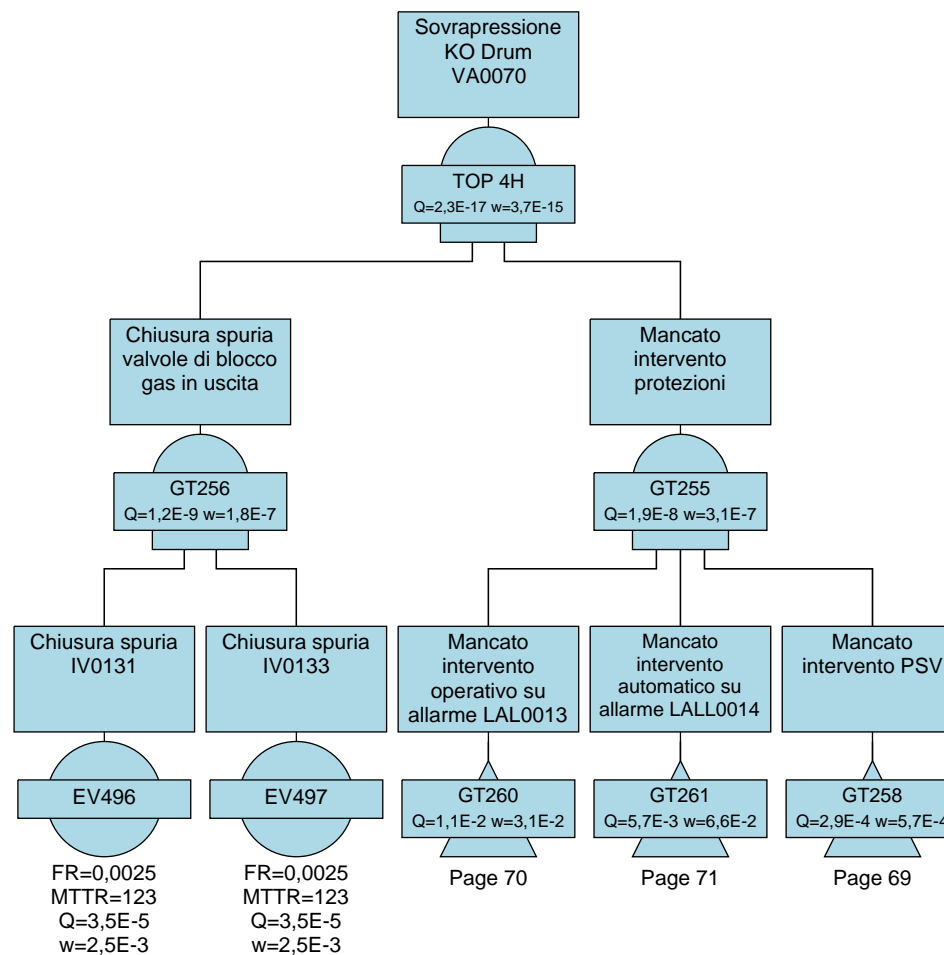 Sovrapressione
KO Drum
VA0070
TOP 4H
Q=2,3E-17 w=3,7E-15
Chiusura spuria
valvole di blocco
gas in uscita
Mancato
intervento
protezioni
GT256
Q=1,2E-9 w=1,8E-7
GT255
Q=1,9E-8 w=3,1E-7
Chiusura spuria
IV0131
Chiusura spuria
IV0133
Mancato
intervento
operativo su
allarme LAL0013
Mancato
intervento
automatico su
allarme LALL0014
Mancato
intervento PSV
EV496
EV497
GT260
Q=1,1E-2 w=3,1E-2
GT261
Q=5,7E-3 w=6,6E-2
GT258
Q=2,9E-4 w=5,7E-4
FR=0,0025
MTTR=123
Q=3,5E-5
w=2,5E-3
FR=0,0025
MTTR=123
Q=3,5E-5
w=2,5E-3
Page 70
Page 71
Page 69